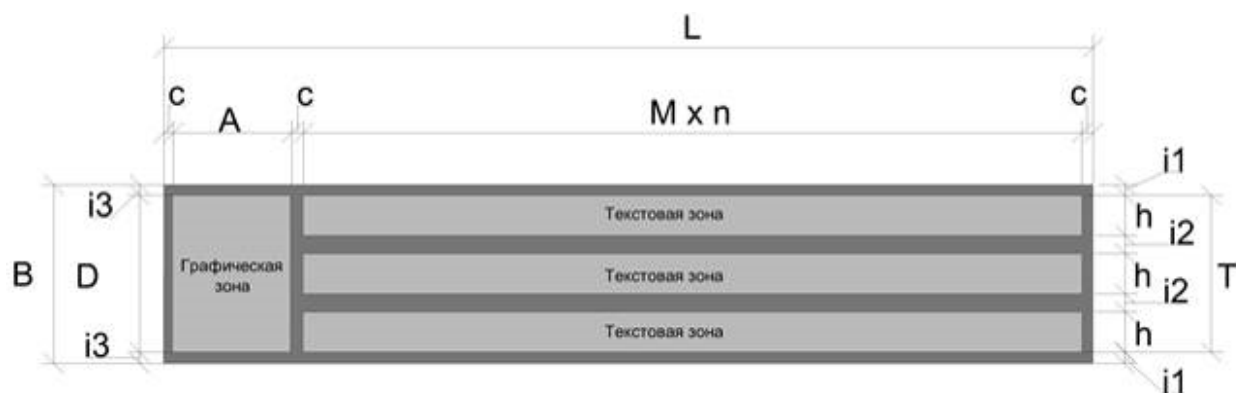 L
c
A
c
M x n
c
i1
i3
Текстовая зона
h
i2
B
D
Графическая
зона
Текстовая зона
h
i2
T
i3
Текстовая зона
h
i1